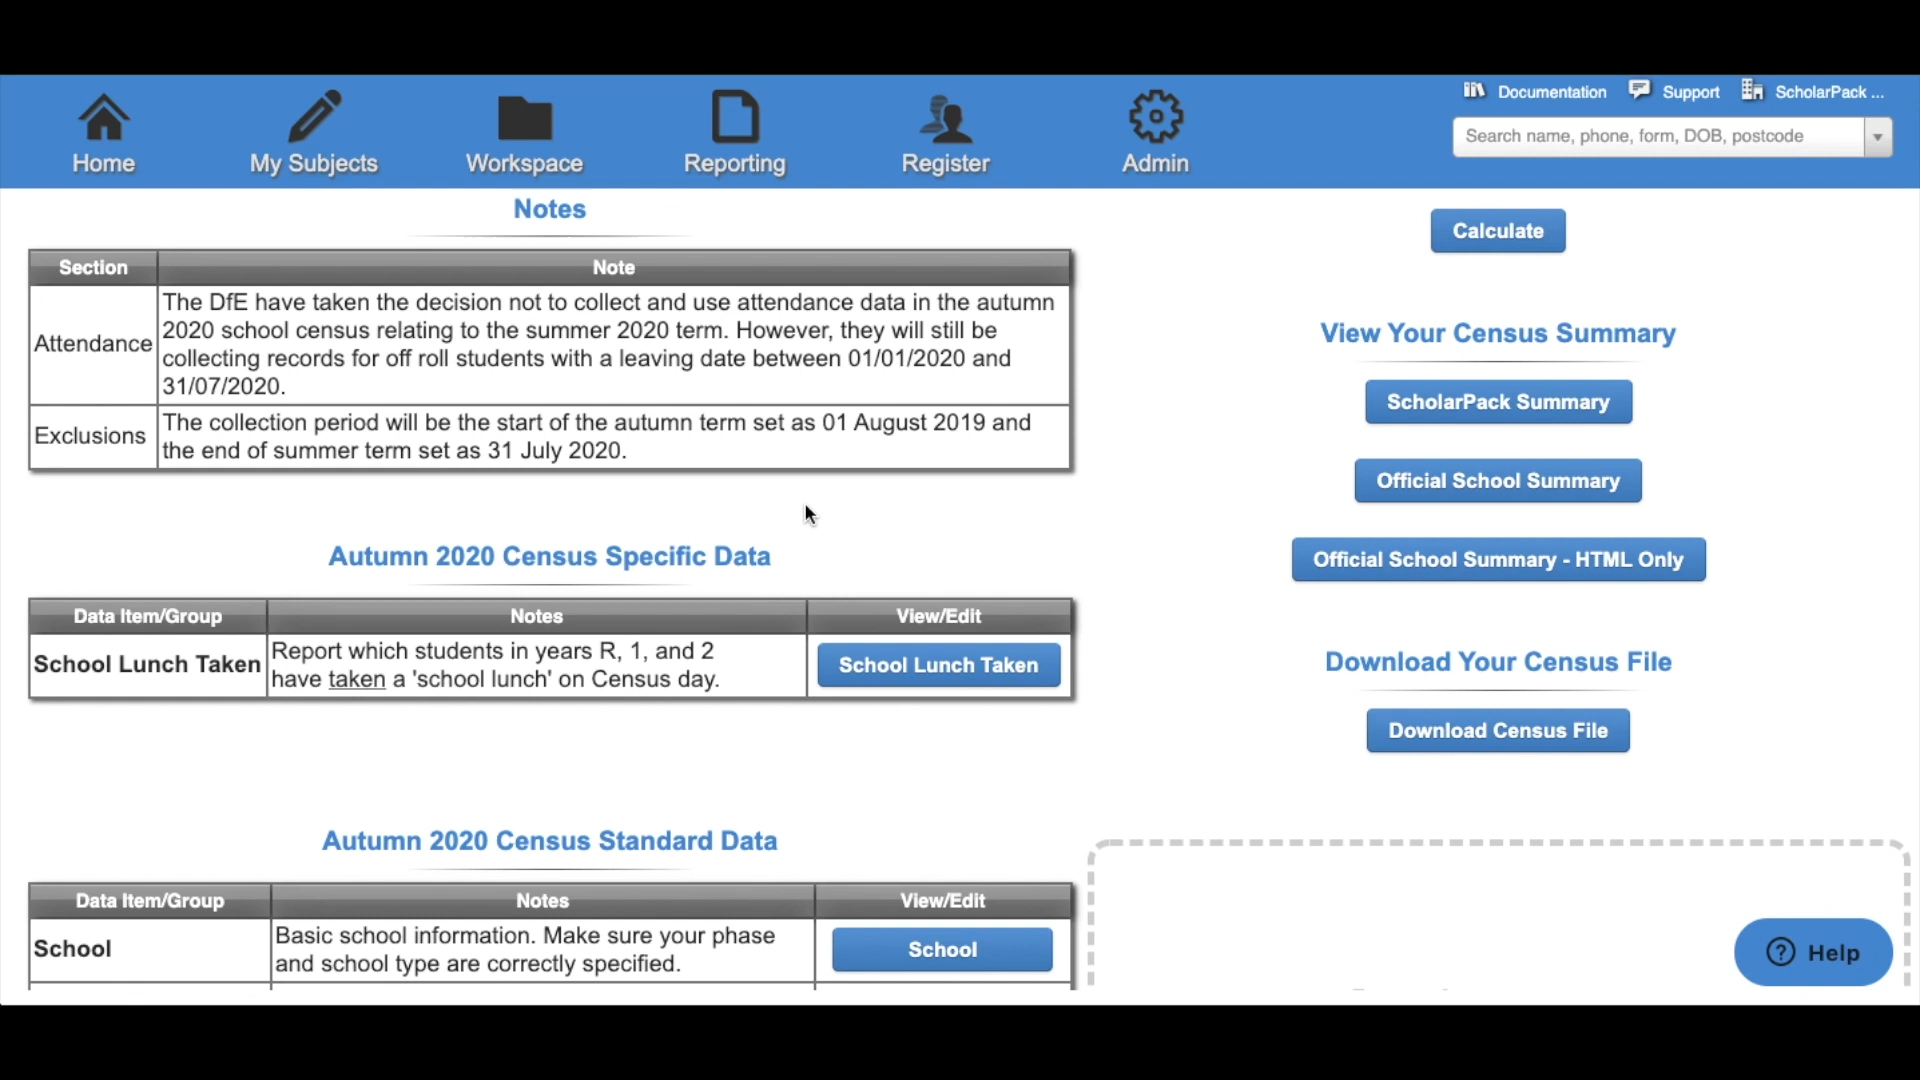 Documentation Support ScholarPack ...
Search name, phone, form, DOB, postcode
Home My Subjects Workspace Reporting Register Admin
Notes
Section Note
Attendance
The DfE have taken the decision not to collect and use attendance data in the autumn
2020 school census relating to the summer 2020 term. However, they will still be
collecting records for off roll students with a leaving date between 01/01/2020 and
31/07/2020.
Exclusions
The collection period will be the start of the autumn term set as 01 August 2019 and
the end of summer term set as 31 July 2020.
Autumn 2020 Census Specific Data
Data Item/Group Notes View/Edit
School Lunch Taken
Report which students in years R, 1, and 2
have taken a 'school lunch' on Census day.
School Lunch Taken
Autumn 2020 Census Standard Data
Data Item/Group Notes View/Edit
School
Basic school information. Make sure your phase
and school type are correctly specified.
School
Calculate
View Your Census Summary
ScholarPack Summary
Official School Summary
Official School Summary - HTML Only
Download Your Census File
Download Census File
Help